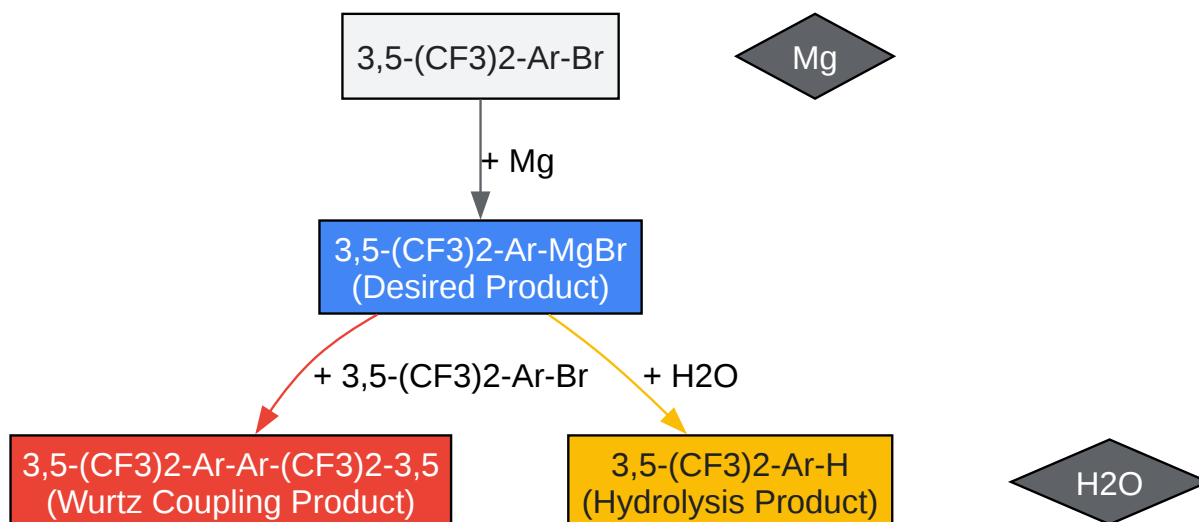 3,5-(CF3)2-Ar-Br
Mg
+ Mg
3,5-(CF3)2-Ar-MgBr
(Desired Product)
+ 3,5-(CF3)2-Ar-Br
+ H2O
3,5-(CF3)2-Ar-Ar-(CF3)2-3,5
(Wurtz Coupling Product)
3,5-(CF3)2-Ar-H
(Hydrolysis Product)
H2O